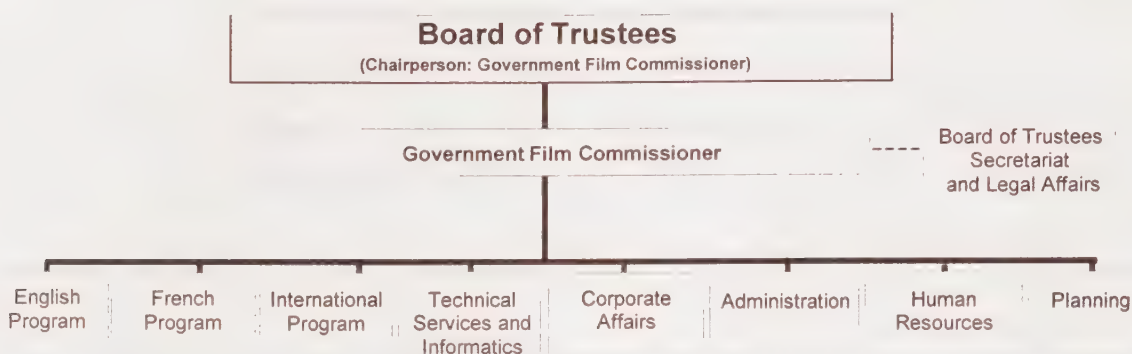 Board of Trustees
(Chairperson: Government Film Commissioner)
Government Film Commissioner
Board of Trustees
Secretariat
and Legal Affairs
English
Program
French
Program
International
Program
Technical
Services and
Informatics
Corporate
Affairs
Administration
Human
Resources
Planning